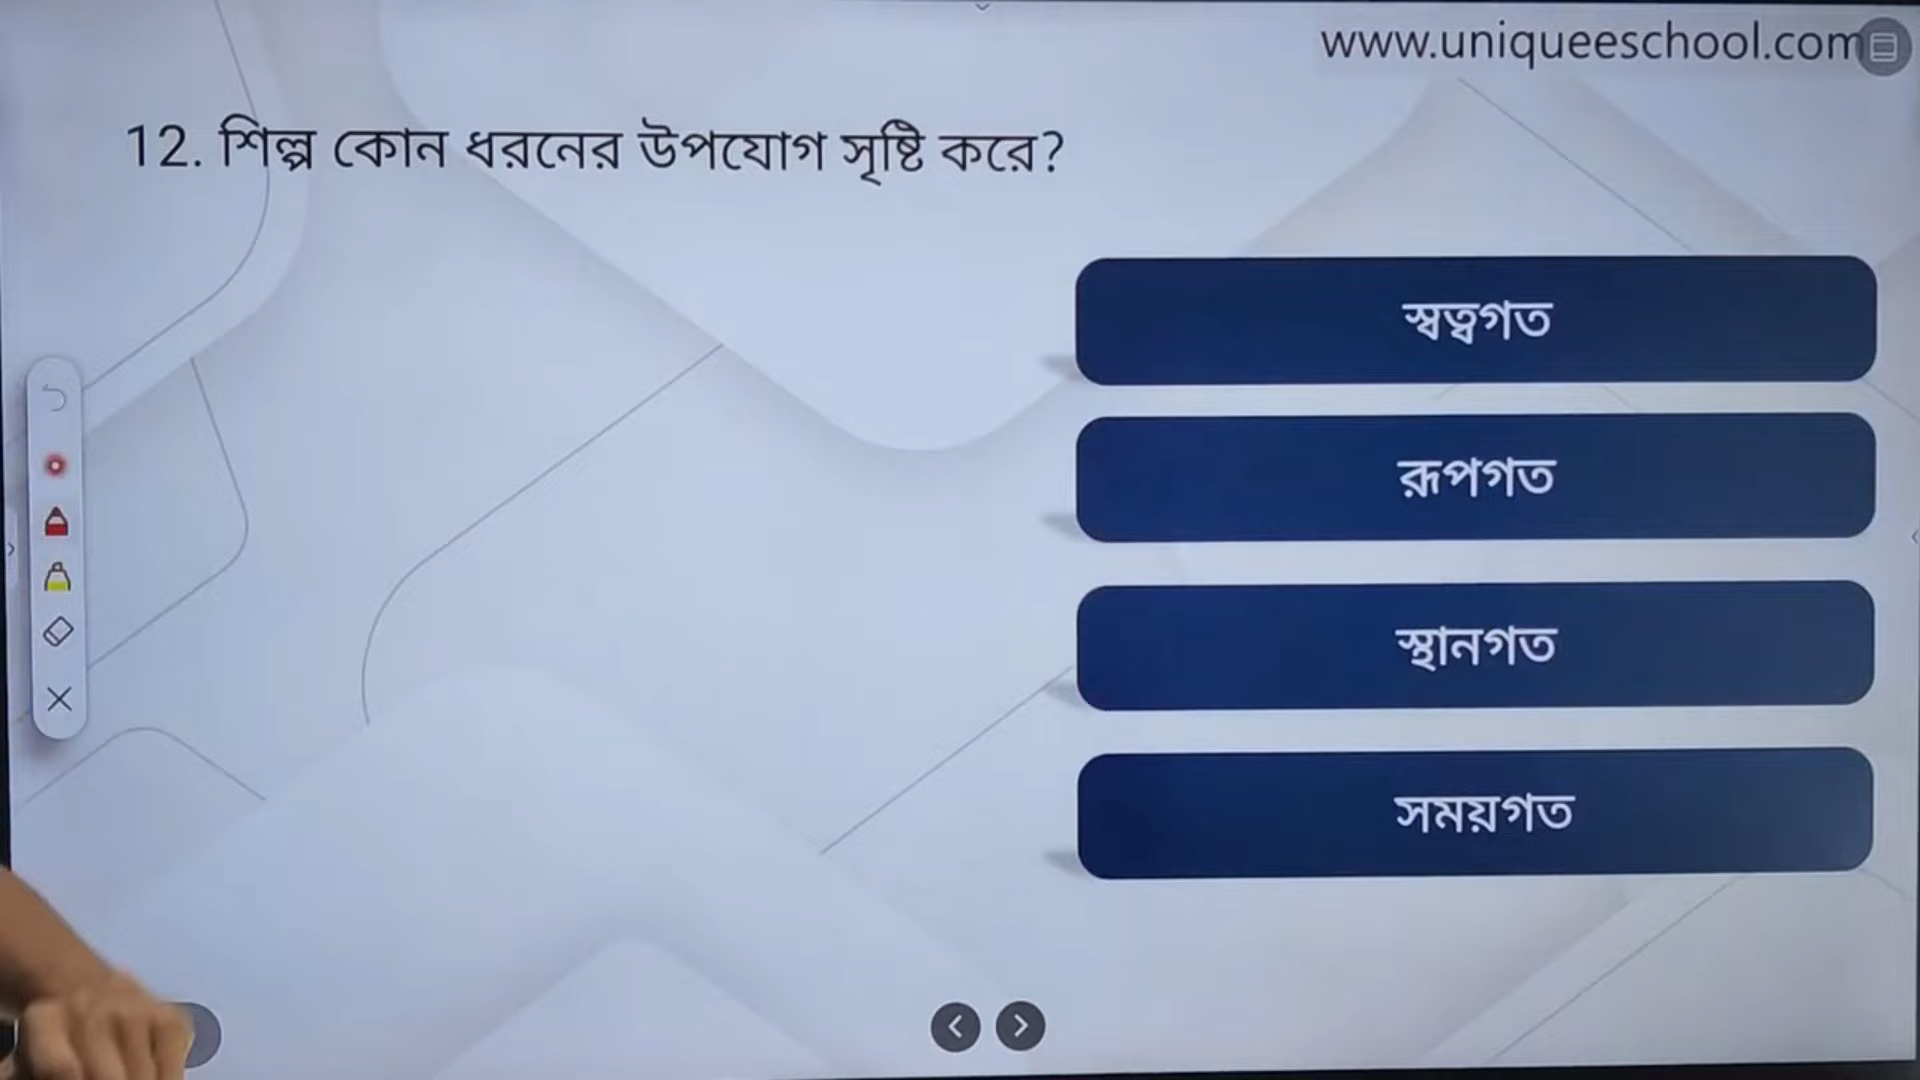 www.uniqueeschool.com
12. শিল্প কোন ধরনের উপযোগ সৃষ্টি করে?
স্বত্বগত
রূপগত
স্থানগত
সময়গত